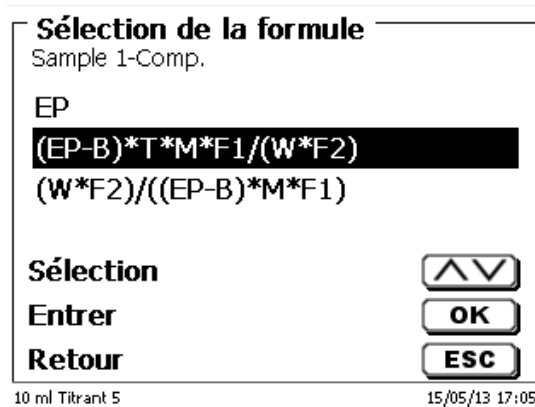 Sélection de la formule
Sample 1-Comp.
EP
(EP-B)*T*M*F1/(W*F2)
(W*F2)/((EP-B)*M*F1)
Sélection
Entrer OK
Retour ESC
10 ml Titrant 5 15/05/13 17:05